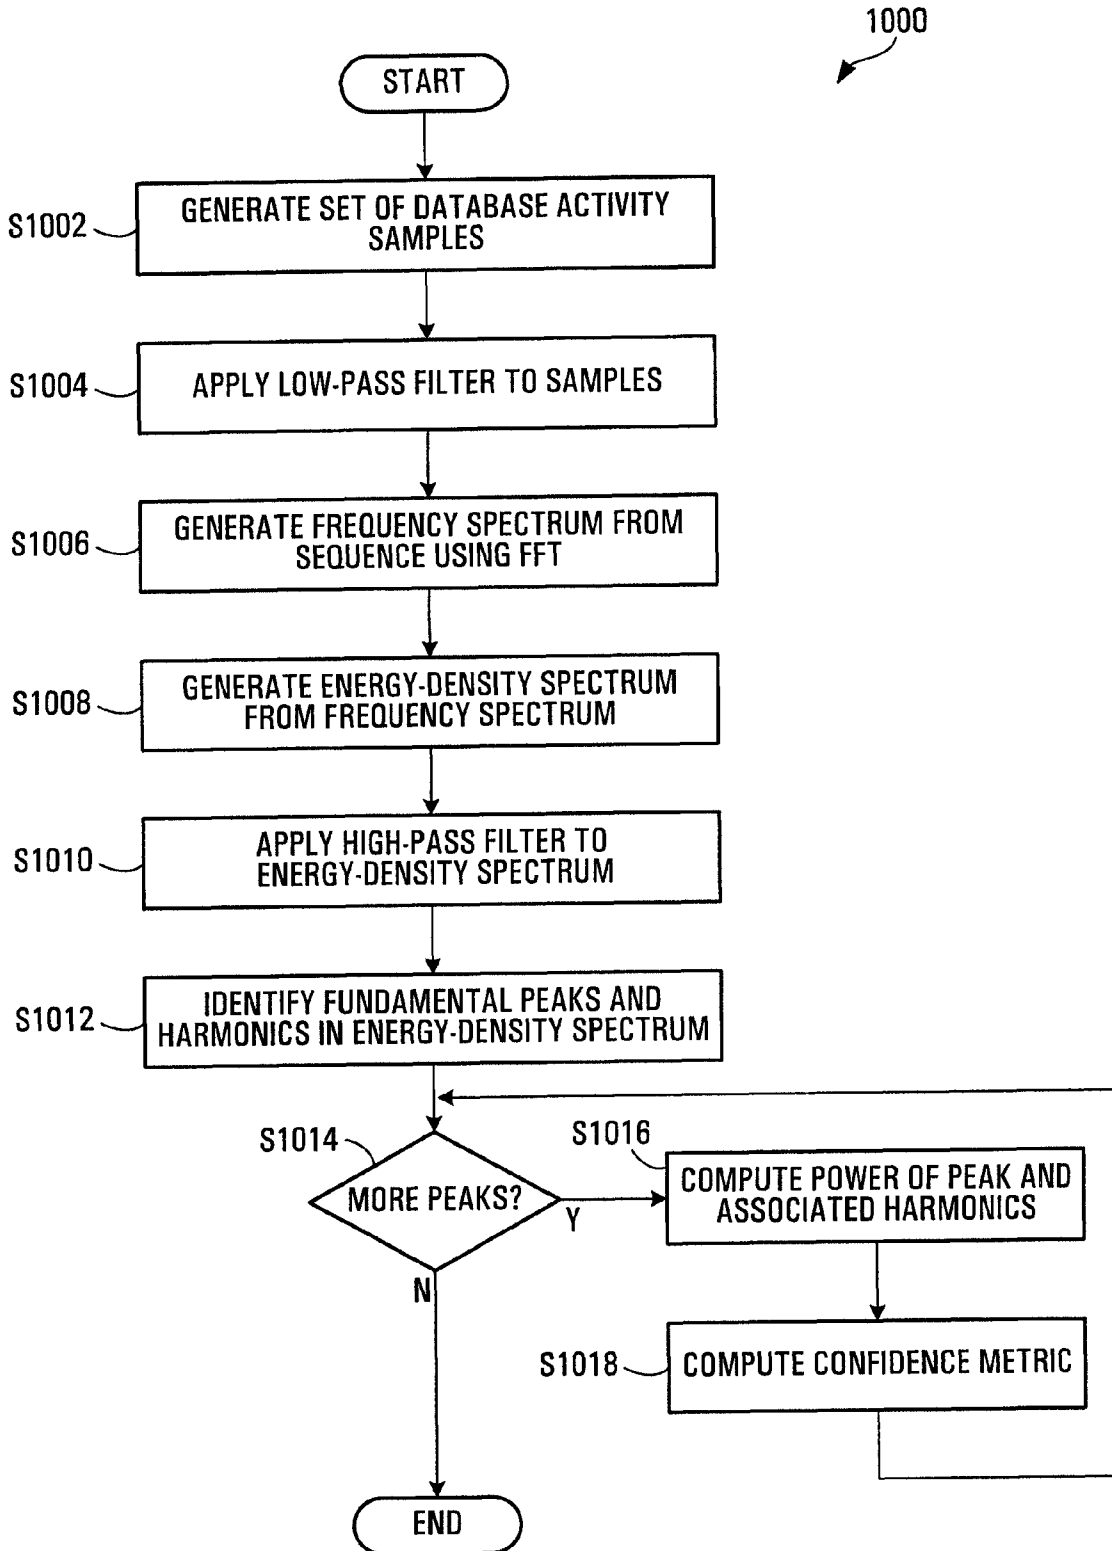 1000
START
S1002
GENERATE SET OF DATABASE ACTIVITY
SAMPLES
S1004
APPLY LOW-PASS FILTER TO SAMPLES
S1006
GENERATE FREQUENCY SPECTRUM FROM
SEQUENCE USING FFT
S1008
GENERATE ENERGY-DENSITY SPECTRUM
FROM FREQUENCY SPECTRUM
S1010
APPLY HIGH-PASS FILTER TO
ENERGY-DENSITY SPECTRUM
S1012
IDENTIFY FUNDAMENTAL PEAKS AND
HARMONICS IN ENERGY-DENSITY SPECTRUM
S1014
MORE PEAKS?
Y
N
S1016
COMPUTE POWER OF PEAK AND
ASSOCIATED HARMONICS
S1018
COMPUTE CONFIDENCE METRIC
END